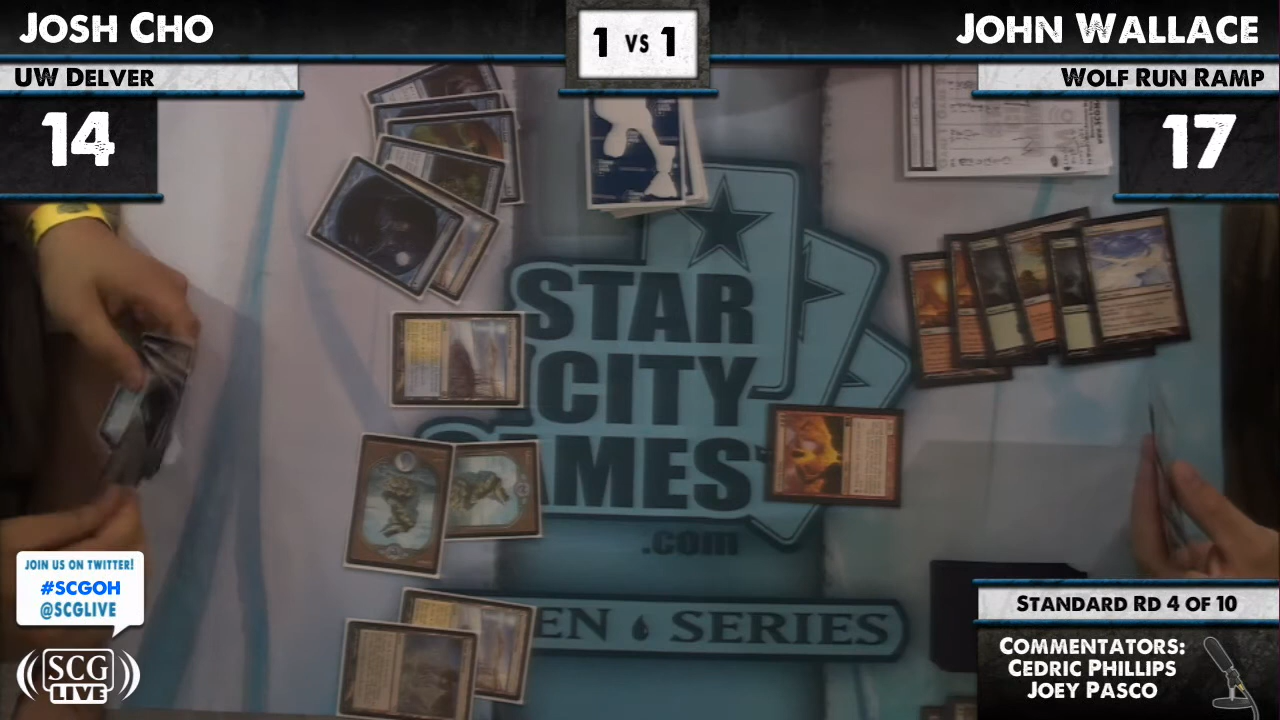 JOSH CHO
1 VS 1
JOHN WALLACE
UW DELVER
WOLF RUN RAMP
14
17
STAR
CITY
GAMES
.com
EN SERIES
JOIN US ON TWITTER!
#SCGOH
@SCGLIVE
SCG
LIVE
STANDARD RD 4 OF 10
COMMENTATORS:
CEDRIC PHILLIPS
JOEY PASCO